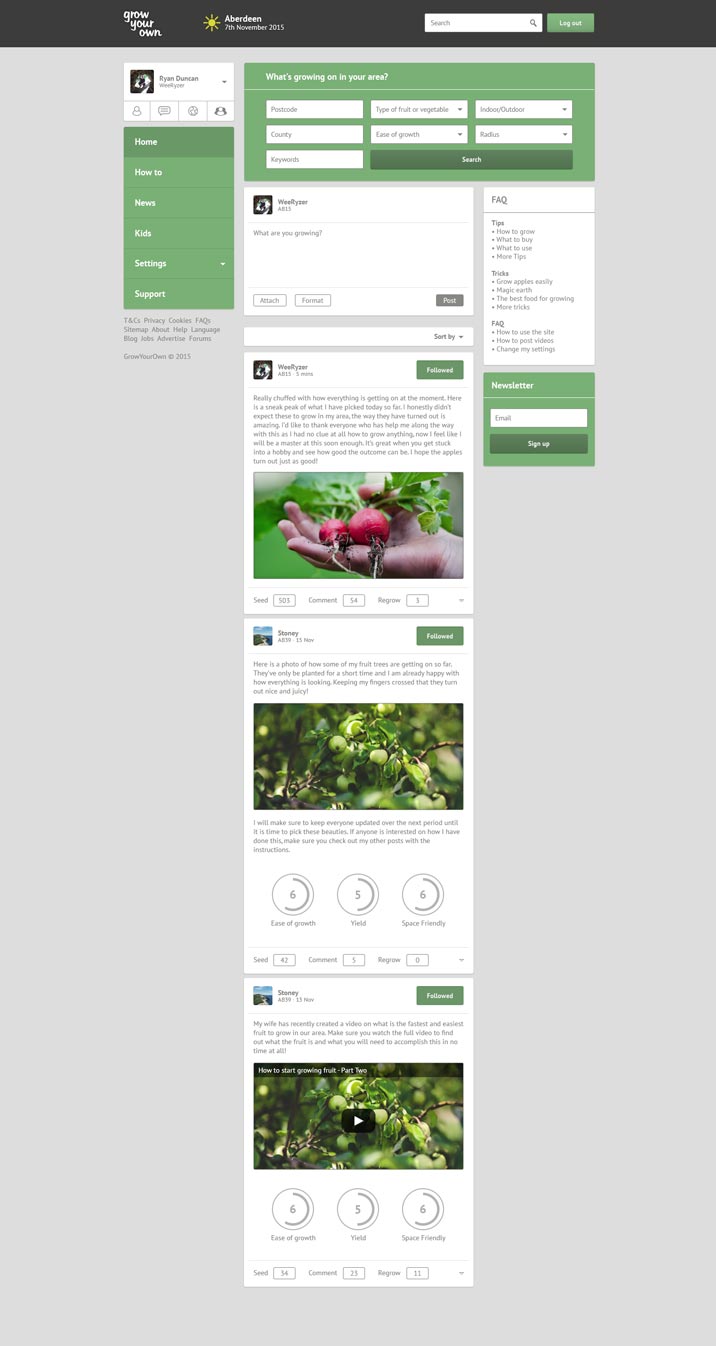 grow
your
own
Aberdeen
7th November 2015
Search
Log out
Ryan Duncan
WeeRyzer
Home
How to
News
Kids
Settings
Support
T&Cs Privacy Cookies FAQs
Sitemap About Help Language
Blog Jobs Advertise Forums
GrowYourOwn © 2015
What's growing on in your area?
Postcode
Type of fruit or vegetable
Indoor/Outdoor
County
Ease of growth
Radius
Keywords
Search
WeeRyzer
AB15
What are you growing?
Attach
Format
Post
Sort by
WeeRyzer
AB15 · 5 mins
Followed
Really chuffed with how everything is getting on at the moment. Here
is a sneak peak of what I have picked today so far. I honestly didn't
expect these to grow in my area, the way they have turned out is
amazing. I'd like to thank everyone who has help me along the way
with this as I had no clue at all how to grow anything, now I feel like I
will be a master at this soon enough. It's great when you get stuck
into a hobby and see how good the outcome can be. I hope the apples
turn out just as good!
Seed 503 Comment 54 Regrow 3
Stoney
AB39 · 15 Nov
Followed
Here is a photo of how some of my fruit trees are getting on so far.
They've only be planted for a short time and I am already happy with
how everything is looking. Keeping my fingers crossed that they turn
out nice and juicy!
I will make sure to keep everyone updated over the next period until
it is time to pick these beauties. If anyone is interested on how I have
done this, make sure you check out my other posts with the
instructions.
6 5 6
Ease of growth Yield Space Friendly
Seed 42 Comment 5 Regrow 0
Stoney
AB39 · 15 Nov
Followed
My wife has recently created a video on what is the fastest and easiest
fruit to grow in our area. Make sure you watch the full video to find
out what the fruit is and what you will need to accomplish this in no
time at all!
How to start growing fruit - Part Two
6 5 6
Ease of growth Yield Space Friendly
Seed 34 Comment 23 Regrow 11
FAQ
Tips
• How to grow
• What to buy
• What to use
• More Tips
Tricks
• Grow apples easily
• Magic earth
• The best food for growing
• More tricks
FAQ
• How to use the site
• How to post videos
• Change my settings
Newsletter
Email
Sign up